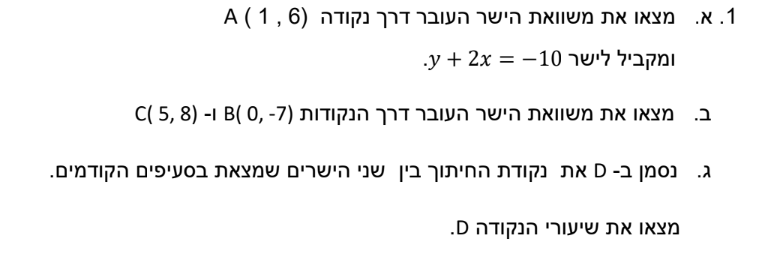 1. א. מצאו את משוואת הישר העובר דרך נקודה A ( 1 , 6)
ומקביל לישר y + 2x = −10.
ב. מצאו את משוואת הישר העובר דרך הנקודות B( 0, -7) ו- C( 5, 8)
ג. נסמן ב- D את נקודת החיתוך בין שני הישרים שמצאת בסעיפים הקודמים.
מצאו את שיעורי הנקודה D.